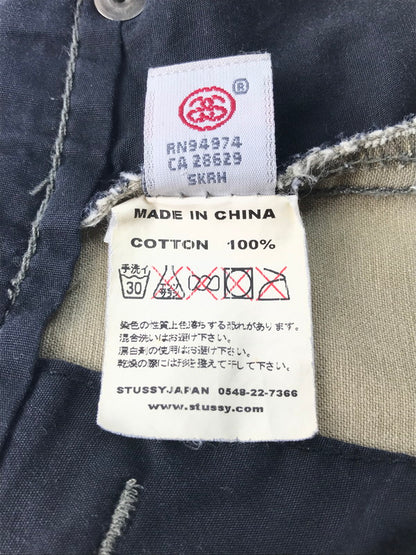 ®
RN94974
CA 28629
SKRH
MADE IN CHINA
COTTON 100%
手洗イ
30
染色の性質上色落ちする恐れがあります。
混合洗いはお避け下さい。
漂白剤の使用はお避け下さい。
乾燥の際には形を整えて干して下さい。
STUSSYJAPAN 0548-22-7366
www.stussy.com